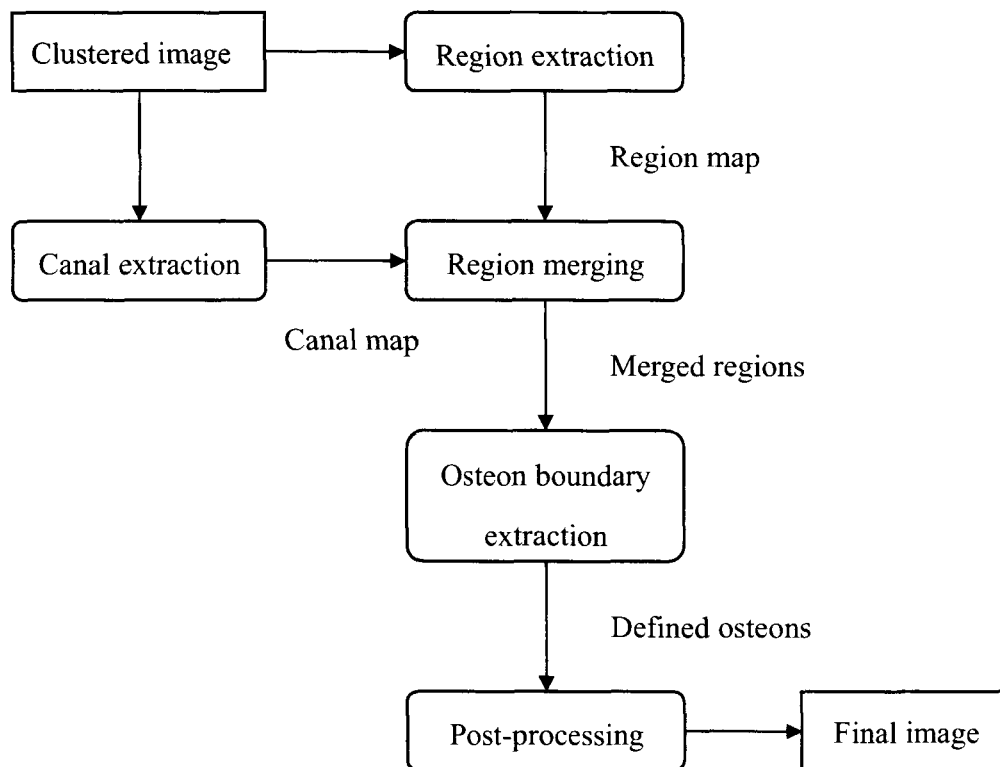 Clustered image
Region extraction
Region map
Canal extraction
Region merging
Canal map
Merged regions
Osteon boundary
extraction
Defined osteons
Post-processing
Final image